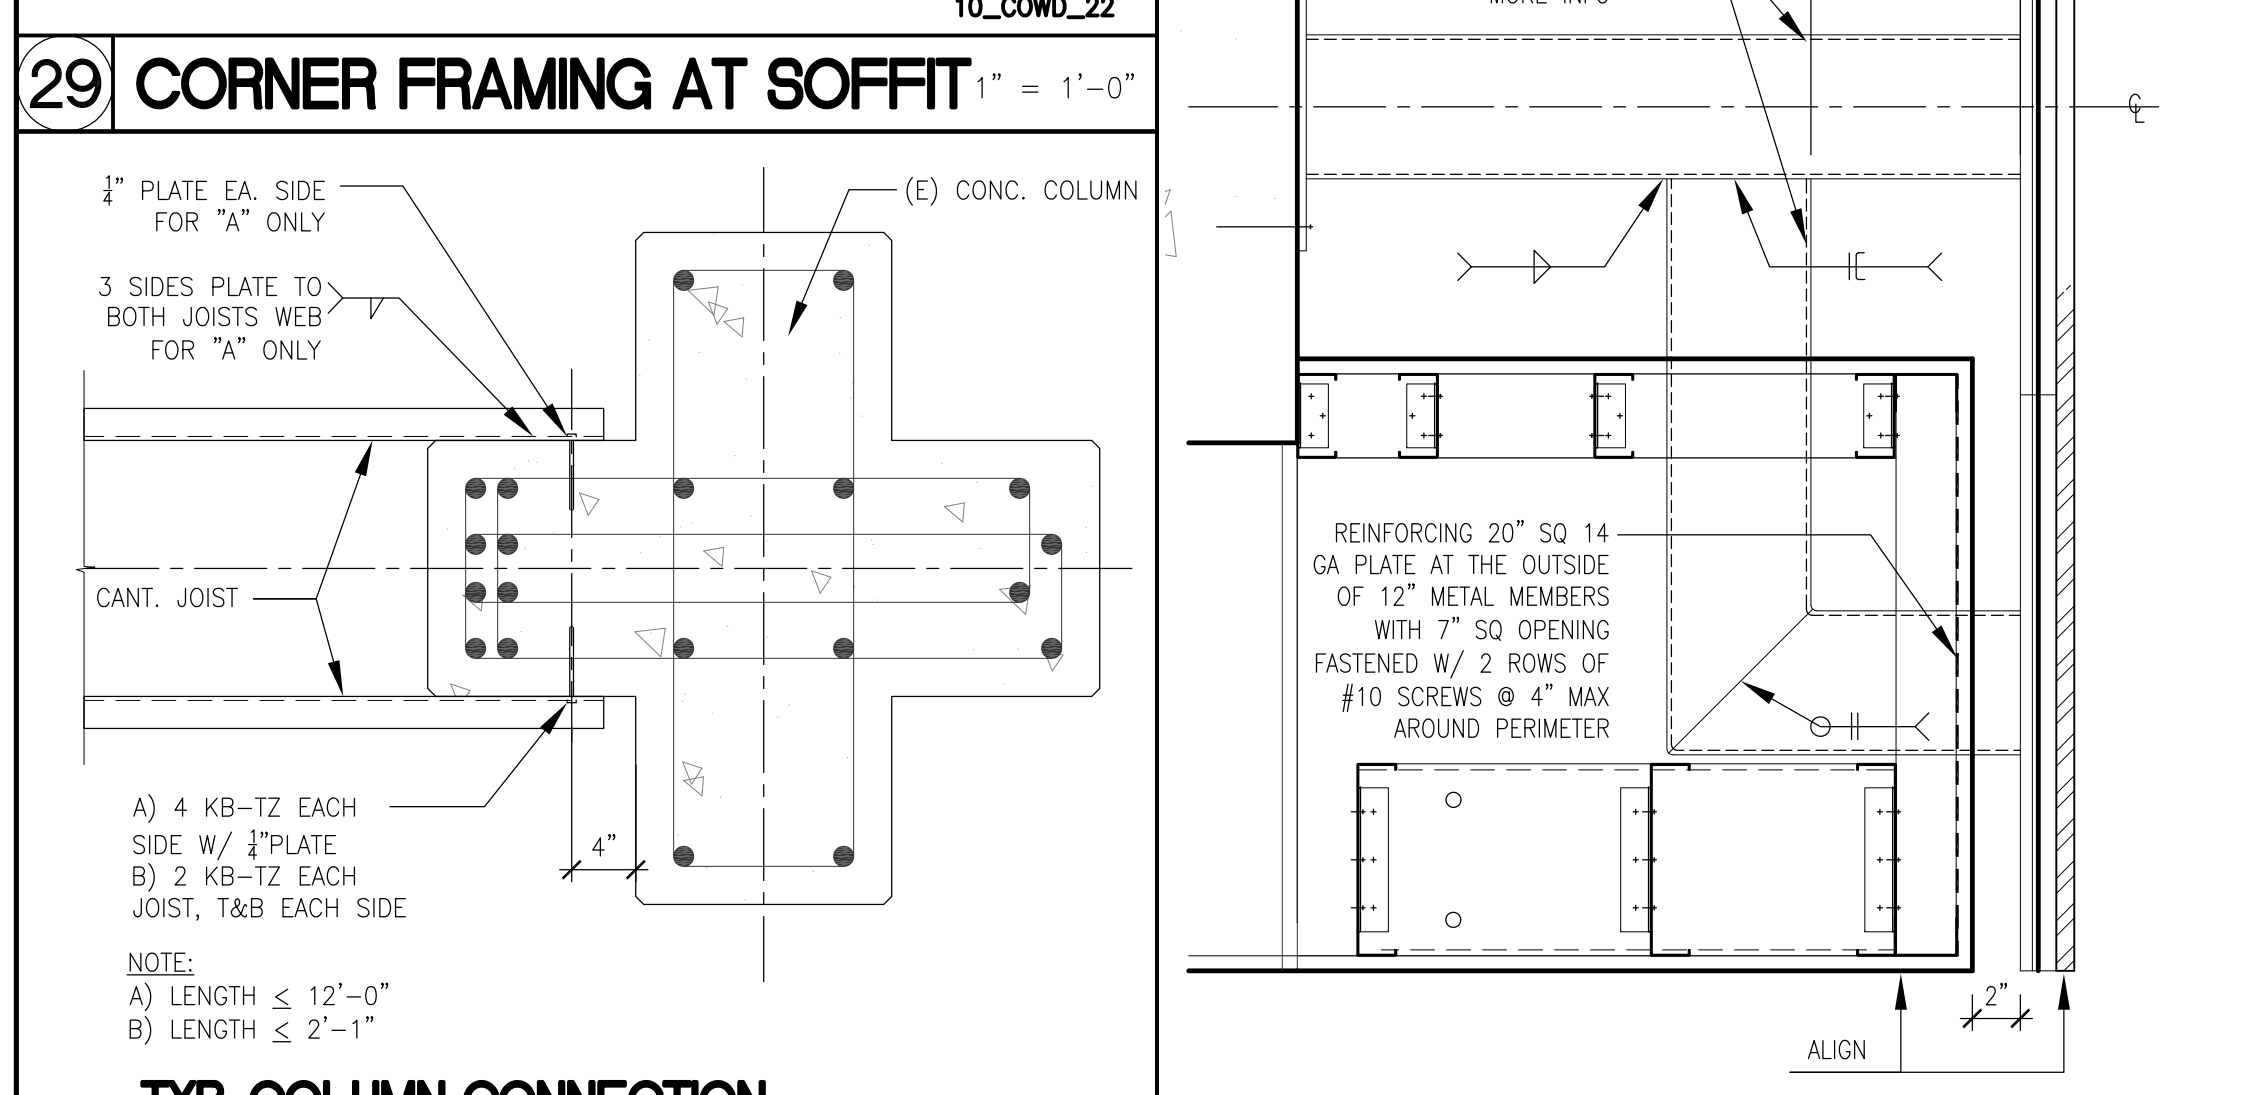 10_COWD_22
29 CORNER FRAMING AT SOFFIT 1" = 1'-0"
1/4" PLATE EA. SIDE
FOR "A" ONLY
3 SIDES PLATE TO
BOTH JOISTS WEB
FOR "A" ONLY
(E) CONC. COLUMN
CANT. JOIST
A) 4 KB-TZ EACH
SIDE W/ 1/4"PLATE
B) 2 KB-TZ EACH
JOIST, T&B EACH SIDE
4"
NOTE:
A) LENGTH ≤ 12'-0"
B) LENGTH ≤ 2'-1"
TYP. COLUMN CONNECTION
MORE INFO
℄
REINFORCING 20" SQ 14
GA PLATE AT THE OUTSIDE
OF 12" METAL MEMBERS
WITH 7" SQ OPENING
FASTENED W/ 2 ROWS OF
#10 SCREWS @ 4" MAX
AROUND PERIMETER
2"
ALIGN